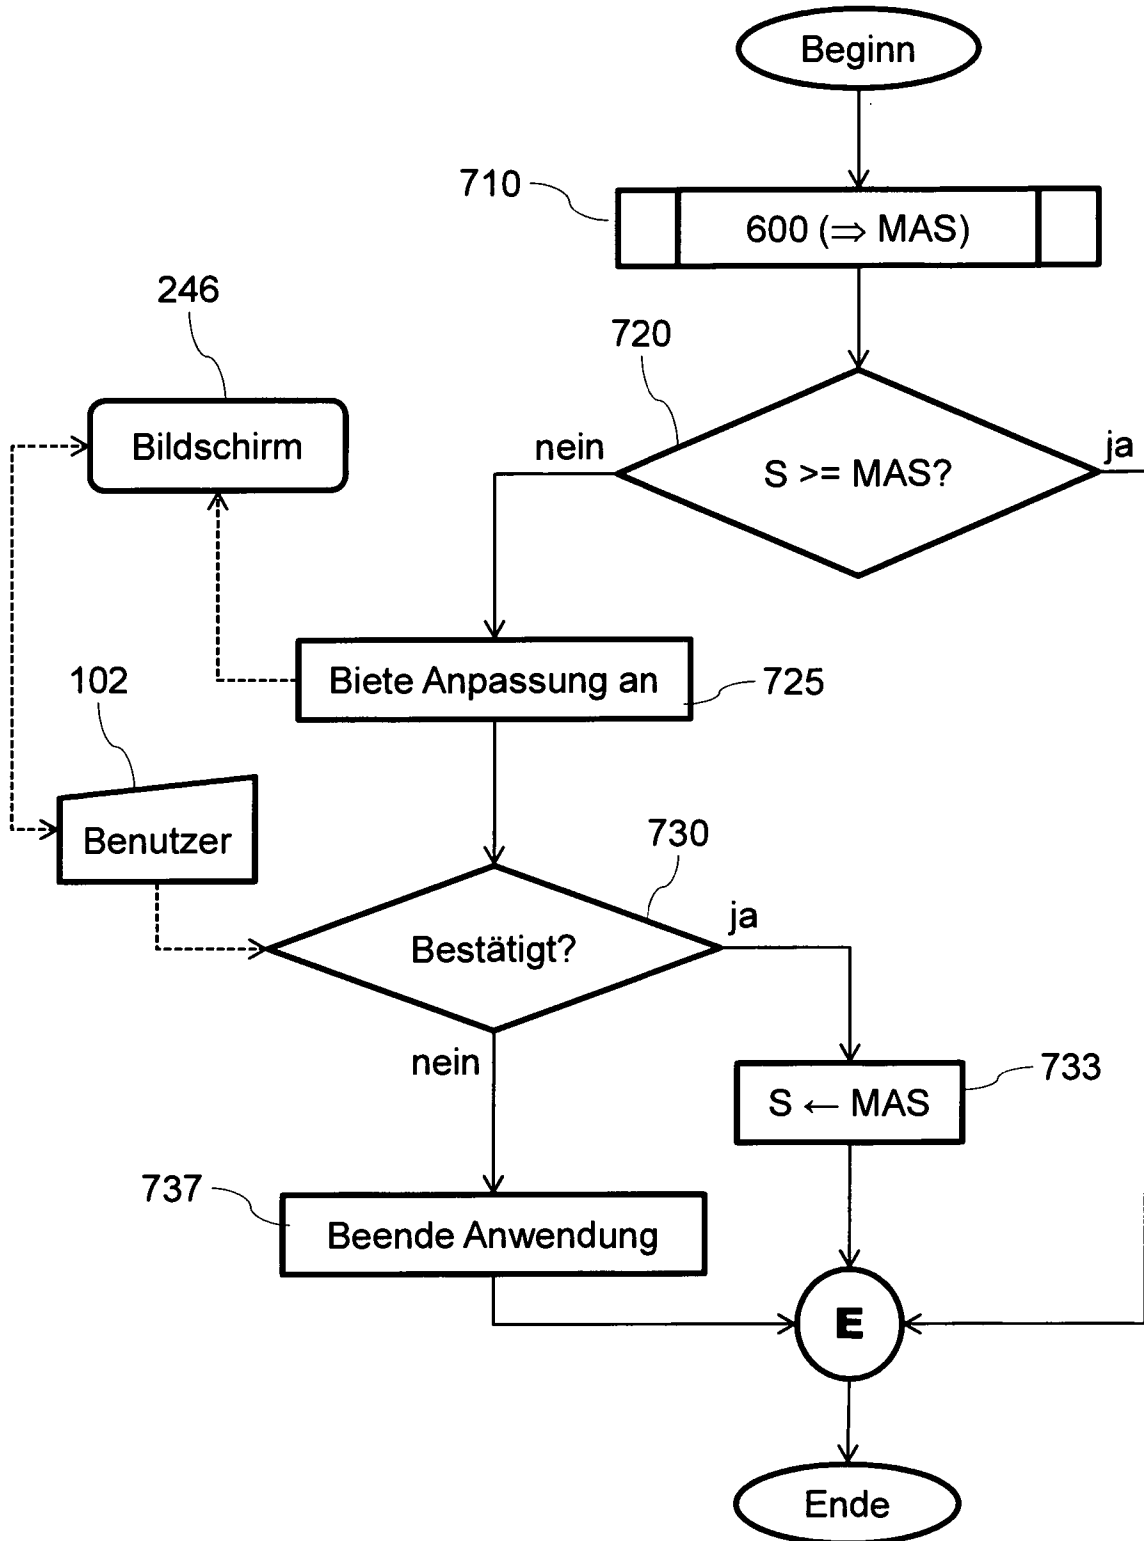 Beginn
710
600 (⇒ MAS)
246
720
Bildschirm
nein
ja
S >= MAS?
102
Biete Anpassung an
725
Benutzer
730
ja
Bestätigt?
nein
733
S ← MAS
737
Beende Anwendung
E
Ende